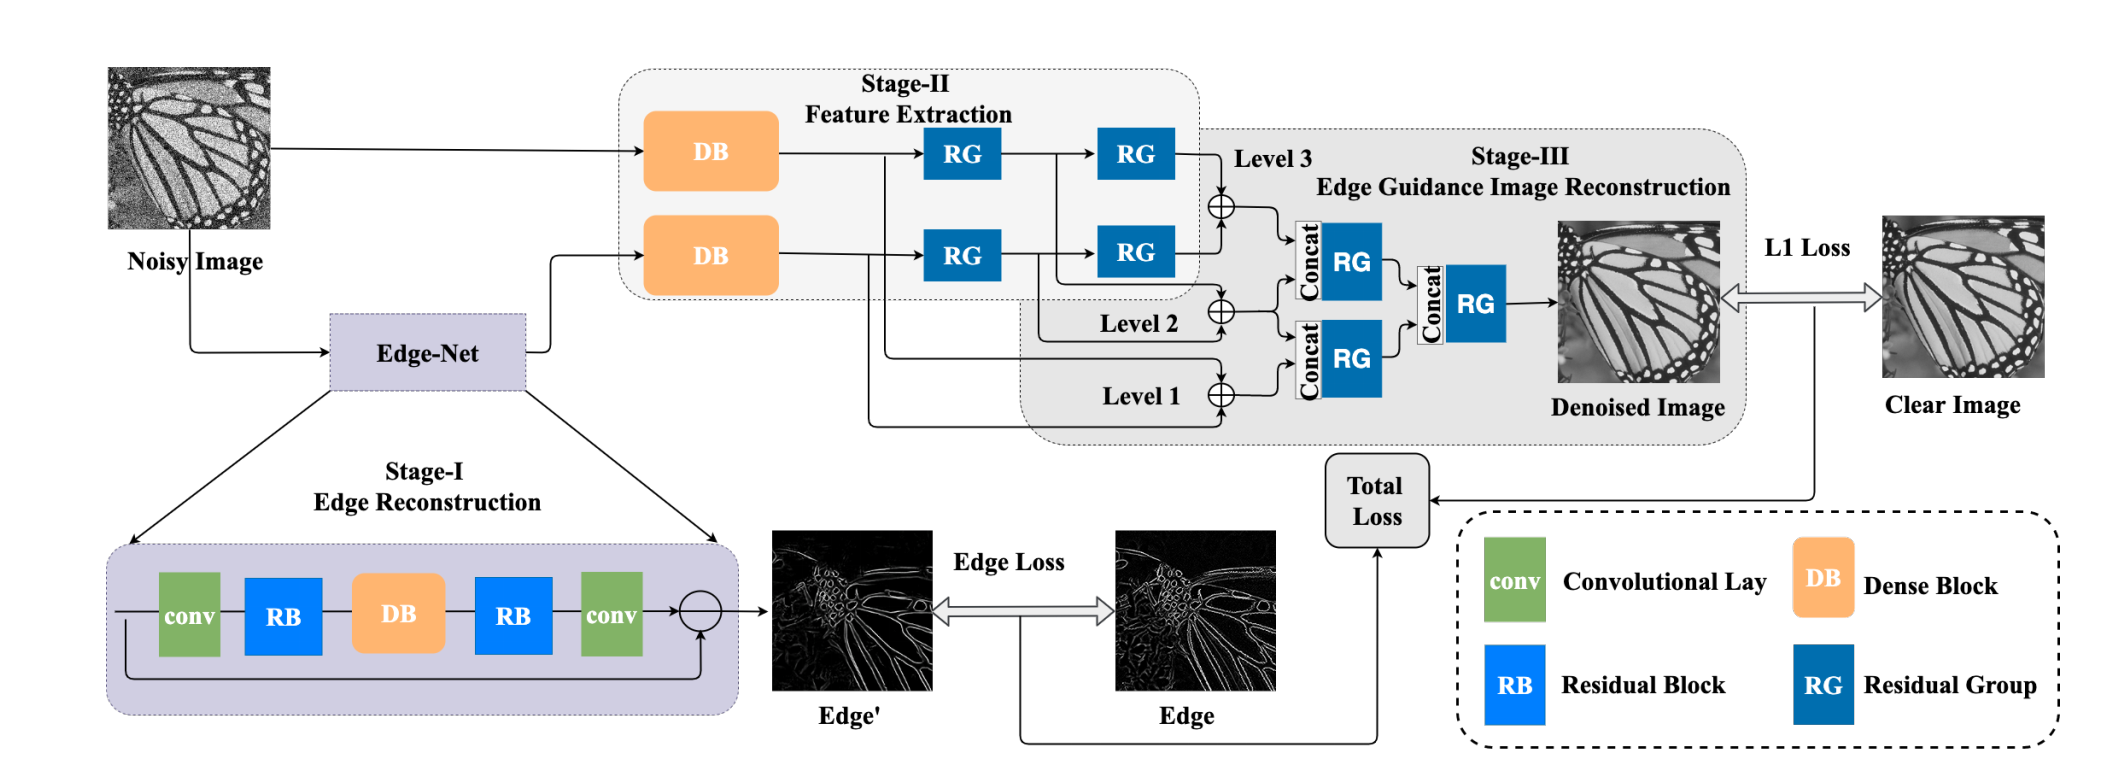 Noisy Image
Stage-II
Feature Extraction
DB
RG
RG
DB
RG
RG
Level 3
Level 2
Level 1
Stage-III
Edge Guidance Image Reconstruction
Concat
RG
Concat
RG
Concat
RG
Denoised Image
L1 Loss
Clear Image
Edge-Net
Stage-I
Edge Reconstruction
conv
RB
DB
RB
conv
Edge'
Edge Loss
Edge
Total
Loss
conv
Convolutional Lay
DB
Dense Block
RB
Residual Block
RG
Residual Group